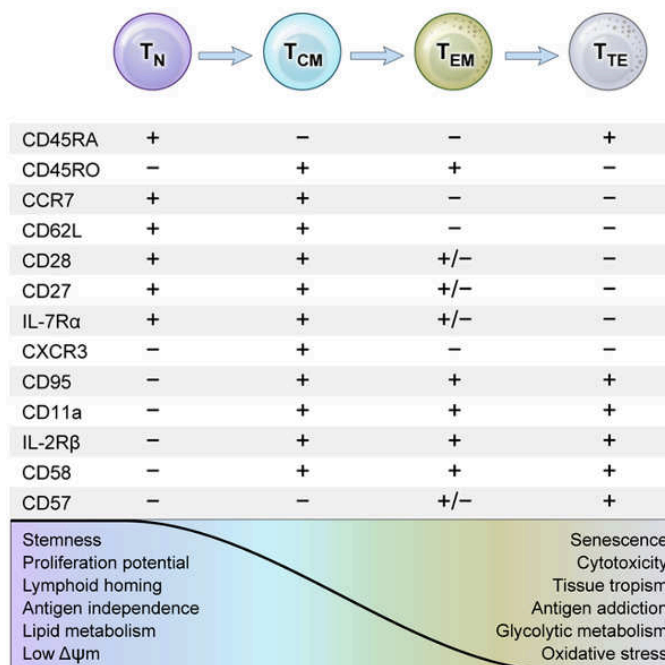 TN TCM TEM TTE
CD45RA + − − +
CD45RO − + + −
CCR7 + + − −
CD62L + + − −
CD28 + + +/− −
CD27 + + +/− −
IL-7Rα + + +/− −
CXCR3 − + − −
CD95 − + + +
CD11a − + + +
IL-2Rβ − + + +
CD58 − + + +
CD57 − − +/− +
Stemness Senescence
Proliferation potential Cytotoxicity
Lymphoid homing Tissue tropism
Antigen independence Antigen addiction
Lipid metabolism Glycolytic metabolism
Low ΔΨm Oxidative stress